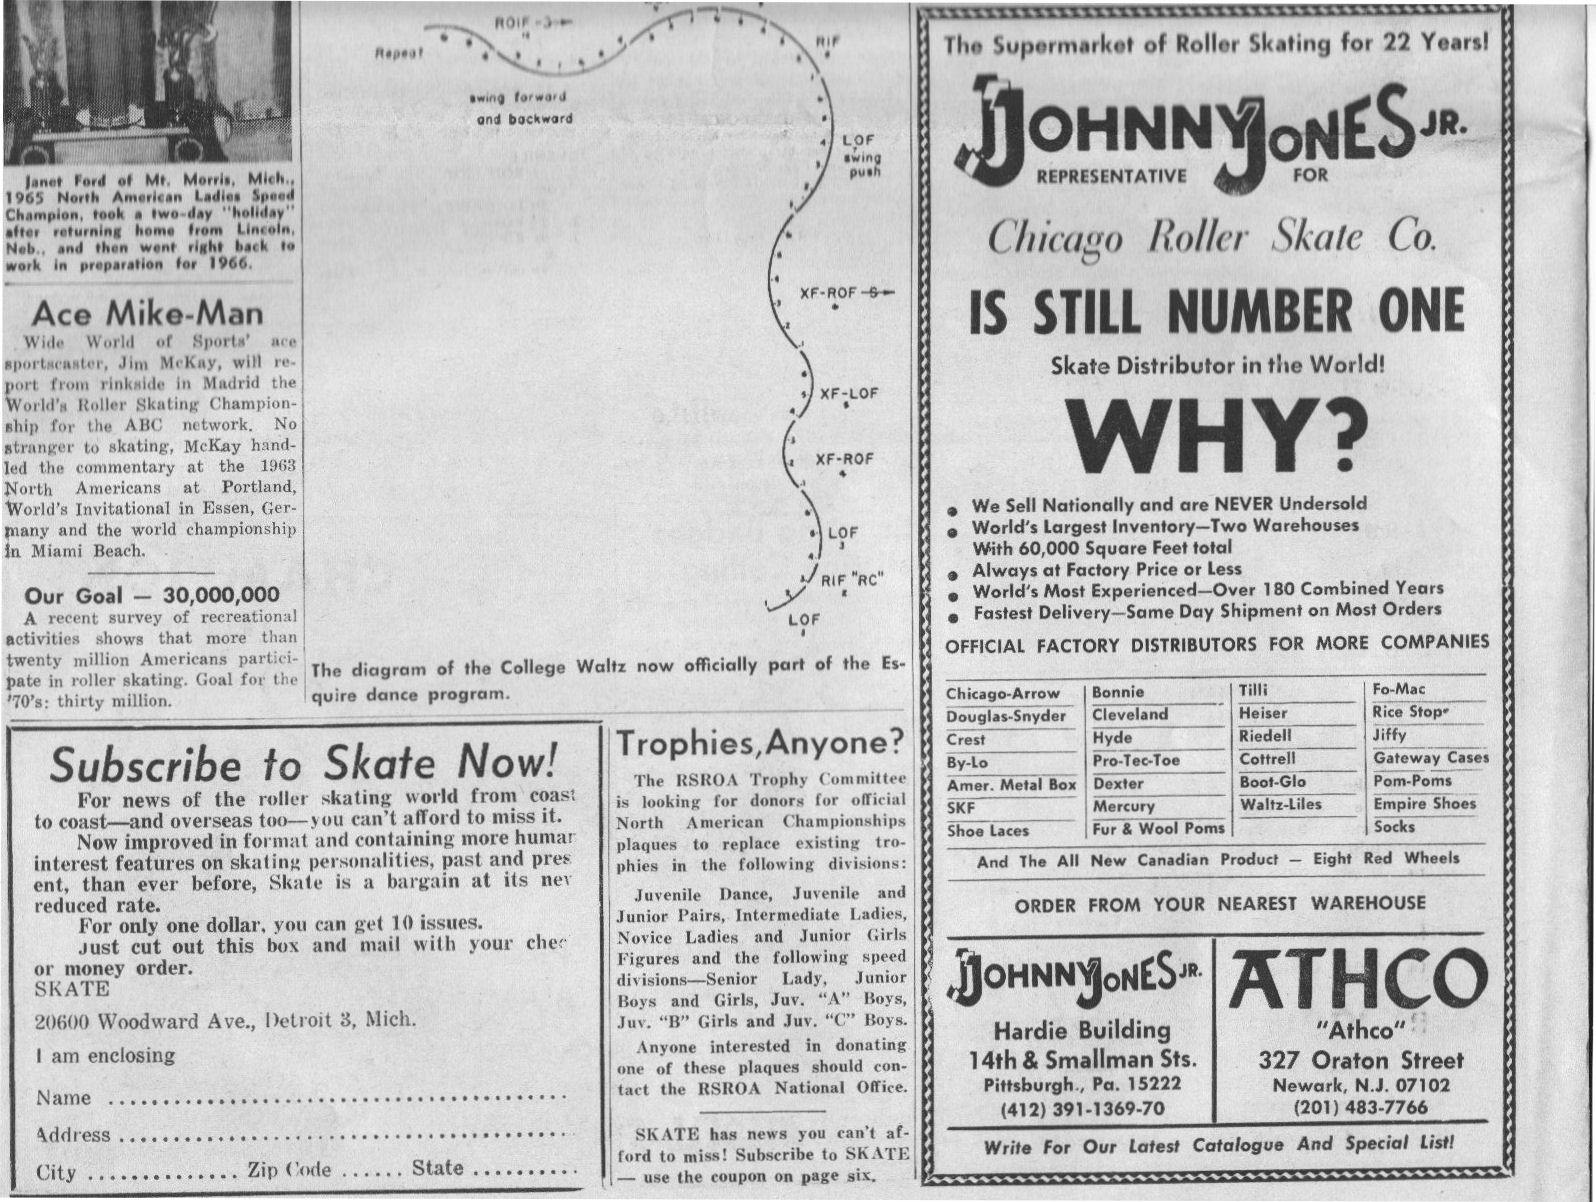 Janet Ford of Mt. Morris, Mich.,
1965 North American Ladies Speed
Champion, took a two-day "holiday"
after returning home from Lincoln,
Neb., and then went right back to
work in preparation for 1966.
Ace Mike-Man
Wide World of Sports' ace
sportscaster, Jim McKay, will re-
port from rinkside in Madrid the
World's Roller Skating Champion-
ship for the ABC network. No
stranger to skating, McKay hand-
led the commentary at the 1963
North Americans at Portland,
World's Invitational in Essen, Ger-
many and the world championship
in Miami Beach.
Our Goal — 30,000,000
A recent survey of recreational
activities shows that more than
twenty million Americans partici-
pate in roller skating. Goal for the
'70's: thirty million.
ROIF-3
Repeat
swing forward
and backward
RIF
LOF
swing
push
XF-ROF-S
XF-LOF
XF-ROF
LOF
3
RIF "RC"
2
LOF
1
The diagram of the College Waltz now officially part of the Es-
quire dance program.
Subscribe to Skate Now!
For news of the roller skating world from coast
to coast—and overseas too—you can't afford to miss it.
Now improved in format and containing more humar
interest features on skating personalities, past and pres
ent, than ever before, Skate is a bargain at its nev
reduced rate.
For only one dollar, you can get 10 issues.
Just cut out this box and mail with your chec
or money order.
SKATE
20600 Woodward Ave., Detroit 3, Mich.
I am enclosing
Name ..........................................
Address ..........................................
City .............. Zip Code ...... State ..........
Trophies, Anyone?
The RSROA Trophy Committee
is looking for donors for official
North American Championships
plaques to replace existing tro-
phies in the following divisions:
Juvenile Dance, Juvenile and
Junior Pairs, Intermediate Ladies,
Novice Ladies and Junior Girls
Figures and the following speed
divisions—Senior Lady, Junior
Boys and Girls, Juv. "A" Boys,
Juv. "B" Girls and Juv. "C" Boys.
Anyone interested in donating
one of these plaques should con-
tact the RSROA National Office.
SKATE has news you can't af-
ford to miss! Subscribe to SKATE
— use the coupon on page six.
The Supermarket of Roller Skating for 22 Years!
JOHNNY JONES JR.
REPRESENTATIVE FOR
Chicago Roller Skate Co.
IS STILL NUMBER ONE
Skate Distributor in the World!
WHY?
• We Sell Nationally and are NEVER Undersold
• World's Largest Inventory—Two Warehouses
With 60,000 Square Feet total
• Always at Factory Price or Less
• World's Most Experienced—Over 180 Combined Years
• Fastest Delivery—Same Day Shipment on Most Orders
OFFICIAL FACTORY DISTRIBUTORS FOR MORE COMPANIES
Chicago-Arrow
Douglas-Snyder
Crest
By-Lo
Amer. Metal Box
SKF
Shoe Laces
Bonnie
Cleveland
Hyde
Pro-Tec-Toe
Dexter
Mercury
Fur & Wool Poms
Tilli
Heiser
Riedell
Cottrell
Boot-Glo
Waltz-Liles
Fo-Mac
Rice Stop
Jiffy
Gateway Cases
Pom-Poms
Empire Shoes
Socks
And The All New Canadian Product — Eight Red Wheels
ORDER FROM YOUR NEAREST WAREHOUSE
JOHNNY JONES JR.
Hardie Building
14th & Smallman Sts.
Pittsburgh., Pa. 15222
(412) 391-1369-70
ATHCO
"Athco"
327 Oraton Street
Newark, N.J. 07102
(201) 483-7766
Write For Our Latest Catalogue And Special List!